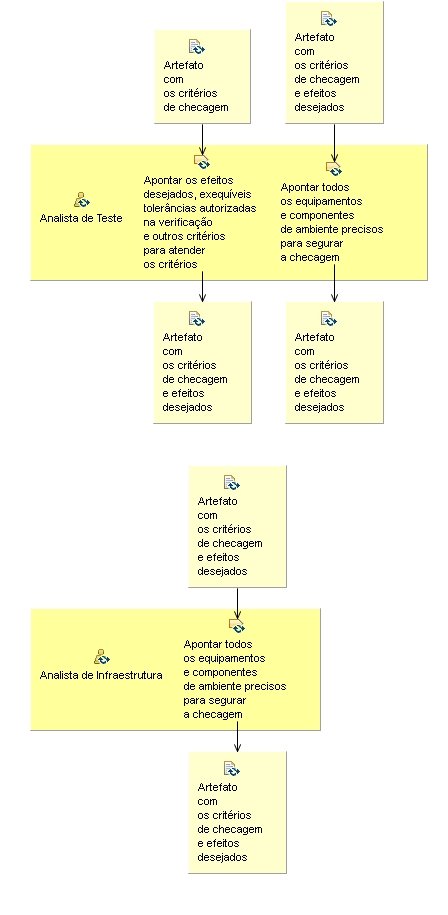 Artefato
com
os critérios
de checagem
Artefato
com
os critérios
de checagem
e efeitos
desejados
Analista de Teste
Apontar os efeitos
desejados, exequíveis
tolerâncias autorizadas
na verificação
e outros critérios
para atender
os critérios
Apontar todos
os equipamentos
e componentes
de ambiente precisos
para segurar
a checagem
Artefato
com
os critérios
de checagem
e efeitos
desejados
Artefato
com
os critérios
de checagem
e efeitos
desejados
Artefato
com
os critérios
de checagem
e efeitos
desejados
Analista de Infraestrutura
Apontar todos
os equipamentos
e componentes
de ambiente precisos
para segurar
a checagem
Artefato
com
os critérios
de checagem
e efeitos
desejados